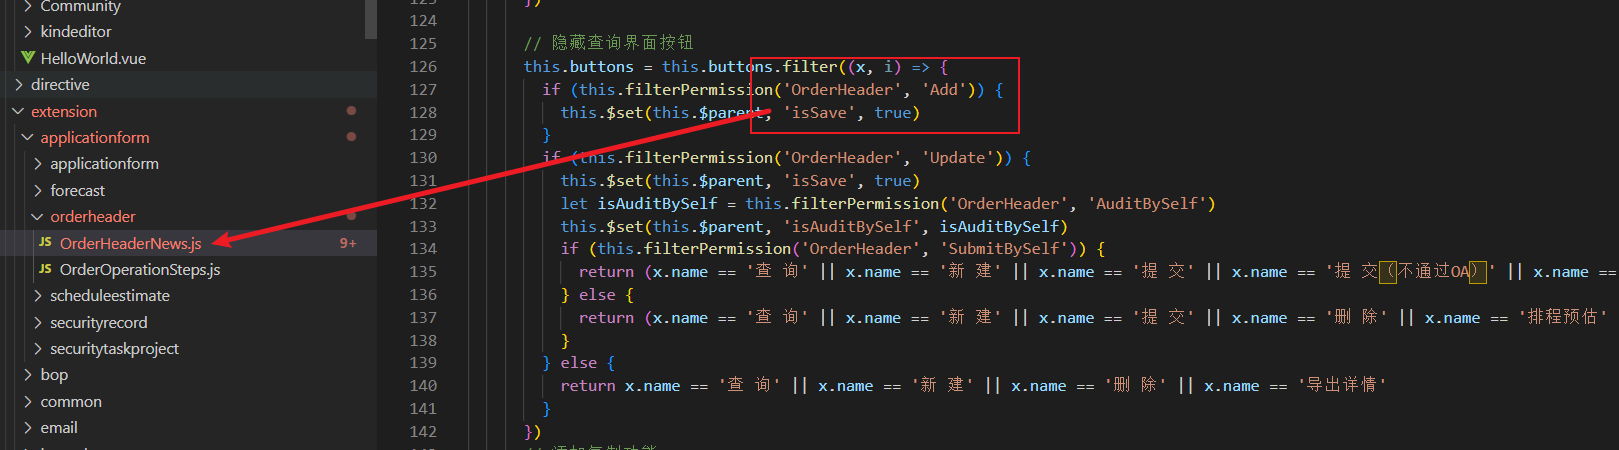 Community
kindeditor
HelloWorld.vue
directive
extension
applicationform
applicationform
forecast
orderheader
JS OrderHeaderNews.js 9+
JS OrderOperationSteps.js
scheduleestimate
securityrecord
securitytaskproject
bop
common
email
})
124
125 // 隐藏查询界面按钮
126 this.buttons = this.buttons.filter((x, i) => {
127 if (this.filterPermission('OrderHeader', 'Add')) {
128 this.$set(this.$parent, 'isSave', true)
129 }
130 if (this.filterPermission('OrderHeader', 'Update')) {
131 this.$set(this.$parent, 'isSave', true)
132 let isAuditBySelf = this.filterPermission('OrderHeader', 'AuditBySelf')
133 this.$set(this.$parent, 'isAuditBySelf', isAuditBySelf)
134 if (this.filterPermission('OrderHeader', 'SubmitBySelf')) {
135 return (x.name == '查 询' || x.name == '新 建' || x.name == '提 交' || x.name == '提 交（不通过OA）' || x.name ==
136 } else {
137 return (x.name == '查 询' || x.name == '新 建' || x.name == '提 交' || x.name == '删 除' || x.name == '排程预估'
138 }
139 } else {
140 return x.name == '查 询' || x.name == '新 建' || x.name == '删 除' || x.name == '导出详情'
141 }
142 })